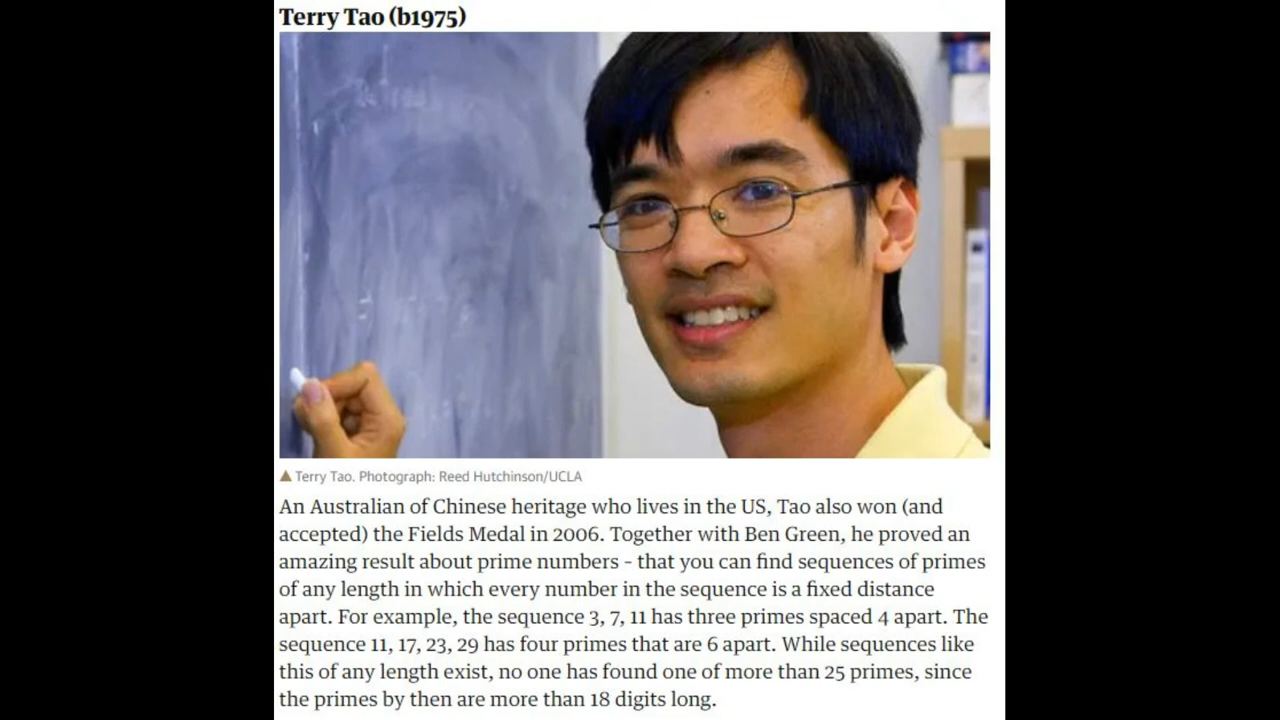 Terry Tao (b1975)
▲ Terry Tao. Photograph: Reed Hutchinson/UCLA
An Australian of Chinese heritage who lives in the US, Tao also won (and
accepted) the Fields Medal in 2006. Together with Ben Green, he proved an
amazing result about prime numbers – that you can find sequences of primes
of any length in which every number in the sequence is a fixed distance
apart. For example, the sequence 3, 7, 11 has three primes spaced 4 apart. The
sequence 11, 17, 23, 29 has four primes that are 6 apart. While sequences like
this of any length exist, no one has found one of more than 25 primes, since
the primes by then are more than 18 digits long.